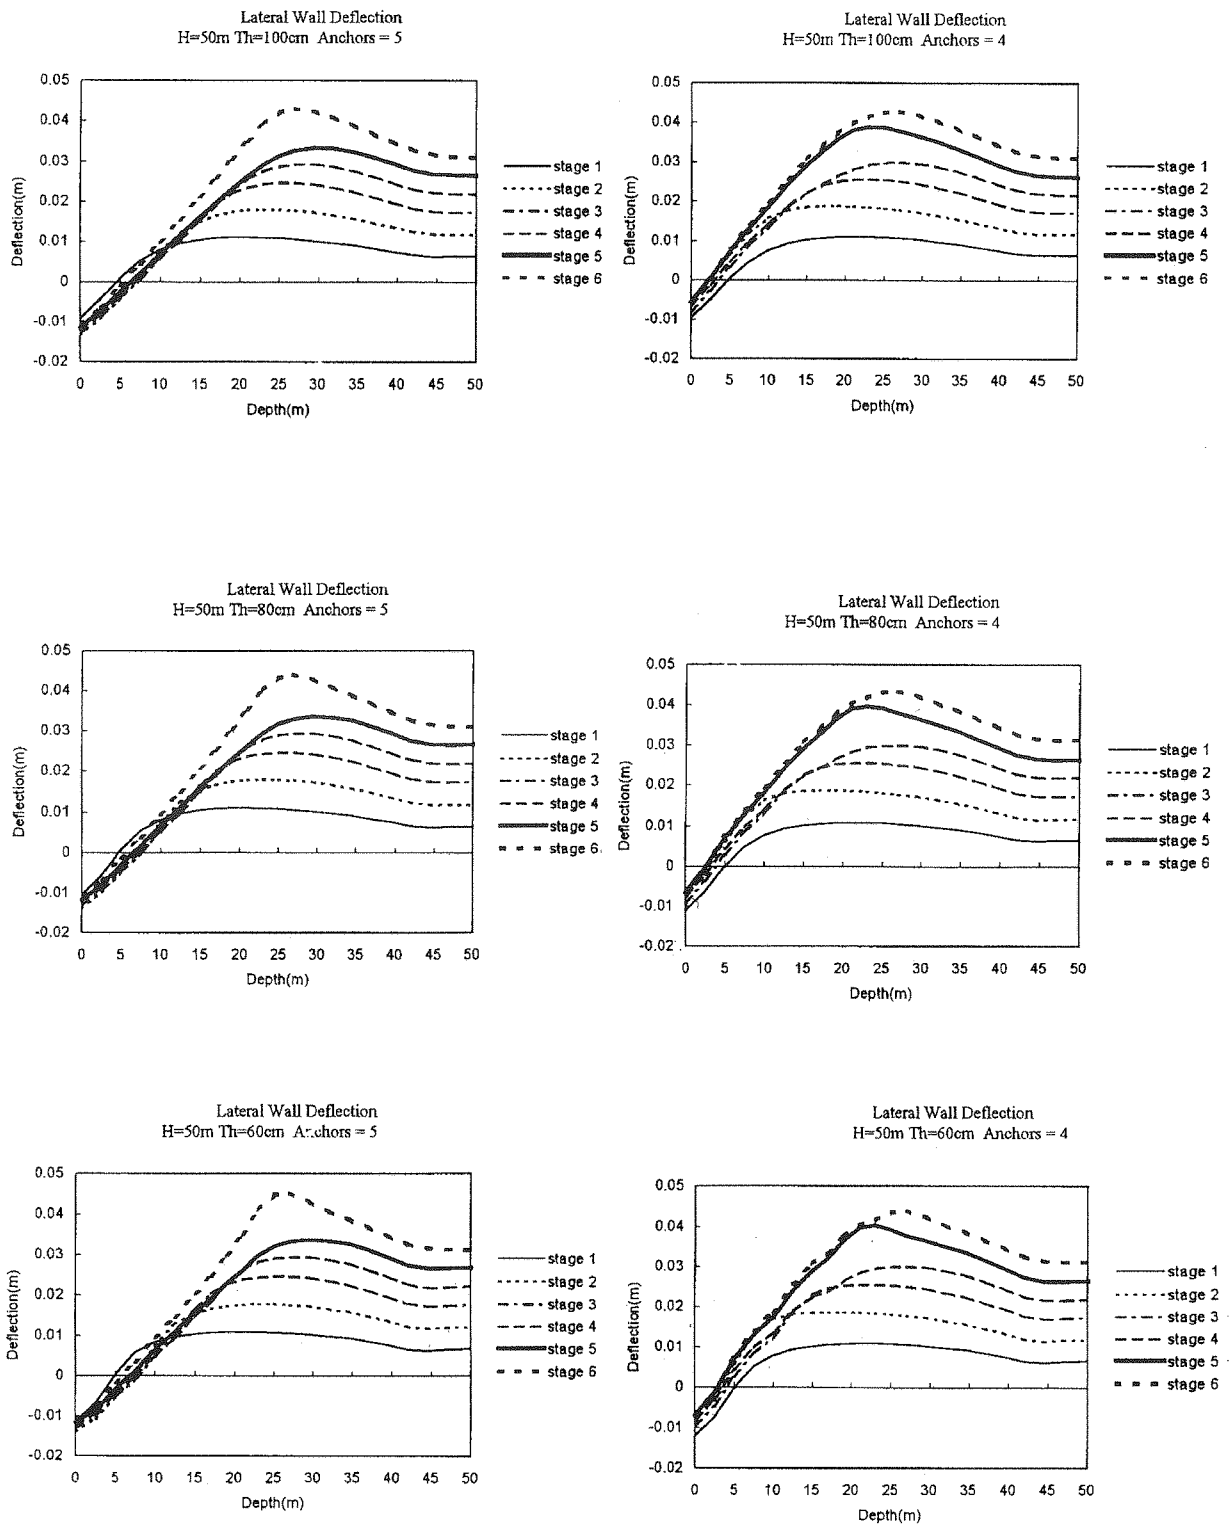 Lateral Wall Deflection
H=50m Th=100cm Anchors = 5
0.05
0.04
0.03
0.02
0.01
0
-0.01
-0.02
Deflection(m)
0 5 10 15 20 25 30 35 40 45 50
Depth(m)
stage 1
stage 2
stage 3
stage 4
stage 5
stage 6
Lateral Wall Deflection
H=50m Th=100cm Anchors = 4
0.05
0.04
0.03
0.02
0.01
0
-0.01
-0.02
Deflection(m)
0 5 10 15 20 25 30 35 40 45 50
Depth(m)
stage 1
stage 2
stage 3
stage 4
stage 5
stage 6
Lateral Wall Deflection
H=50m Th=80cm Anchors = 5
0.05
0.04
0.03
0.02
0.01
0
-0.01
-0.02
Deflection(m)
0 5 10 15 20 25 30 35 40 45 50
Depth(m)
stage 1
stage 2
stage 3
stage 4
stage 5
stage 6
Lateral Wall Deflection
H=50m Th=80cm Anchors = 4
0.05
0.04
0.03
0.02
0.01
0
-0.01
-0.02
Deflection(m)
0 5 10 15 20 25 30 35 40 45 50
Depth(m)
stage 1
stage 2
stage 3
stage 4
stage 5
stage 6
Lateral Wall Deflection
H=50m Th=60cm Anchors = 5
0.05
0.04
0.03
0.02
0.01
0
-0.01
-0.02
Deflection(m)
0 5 10 15 20 25 30 35 40 45 50
Depth(m)
stage 1
stage 2
stage 3
stage 4
stage 5
stage 6
Lateral Wall Deflection
H=50m Th=60cm Anchors = 4
0.05
0.04
0.03
0.02
0.01
0
-0.01
-0.02
Deflection(m)
0 5 10 15 20 25 30 35 40 45 50
Depth(m)
stage 1
stage 2
stage 3
stage 4
stage 5
stage 6